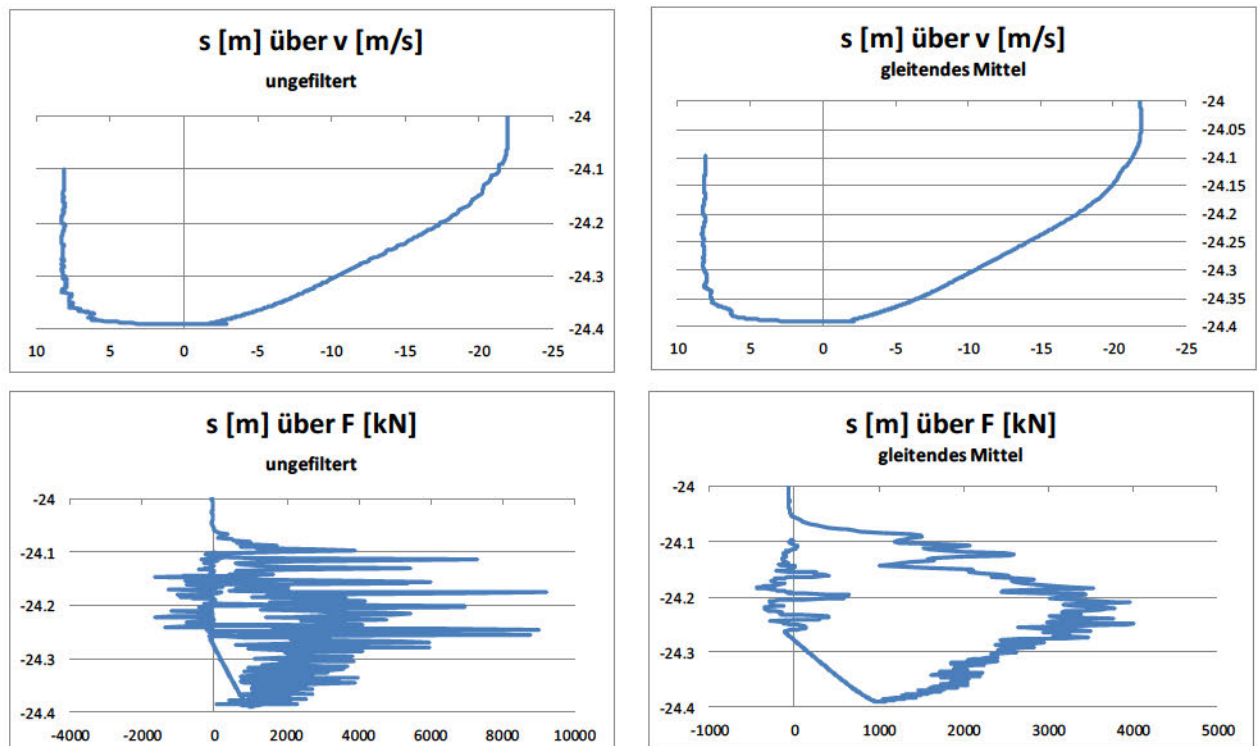 s [m] über v [m/s]
ungefiltert
-24
-24.1
-24.2
-24.3
-24.4
10 5 0 -5 -10 -15 -20 -25
s [m] über v [m/s]
gleitendes Mittel
-24
-24.05
-24.1
-24.15
-24.2
-24.25
-24.3
-24.35
-24.4
10 5 0 -5 -10 -15 -20 -25
s [m] über F [kN]
ungefiltert
-24
-24.1
-24.2
-24.3
-24.4
-4000 -2000 0 2000 4000 6000 8000 10000
s [m] über F [kN]
gleitendes Mittel
-24
-24.1
-24.2
-24.3
-24.4
-1000 0 1000 2000 3000 4000 5000